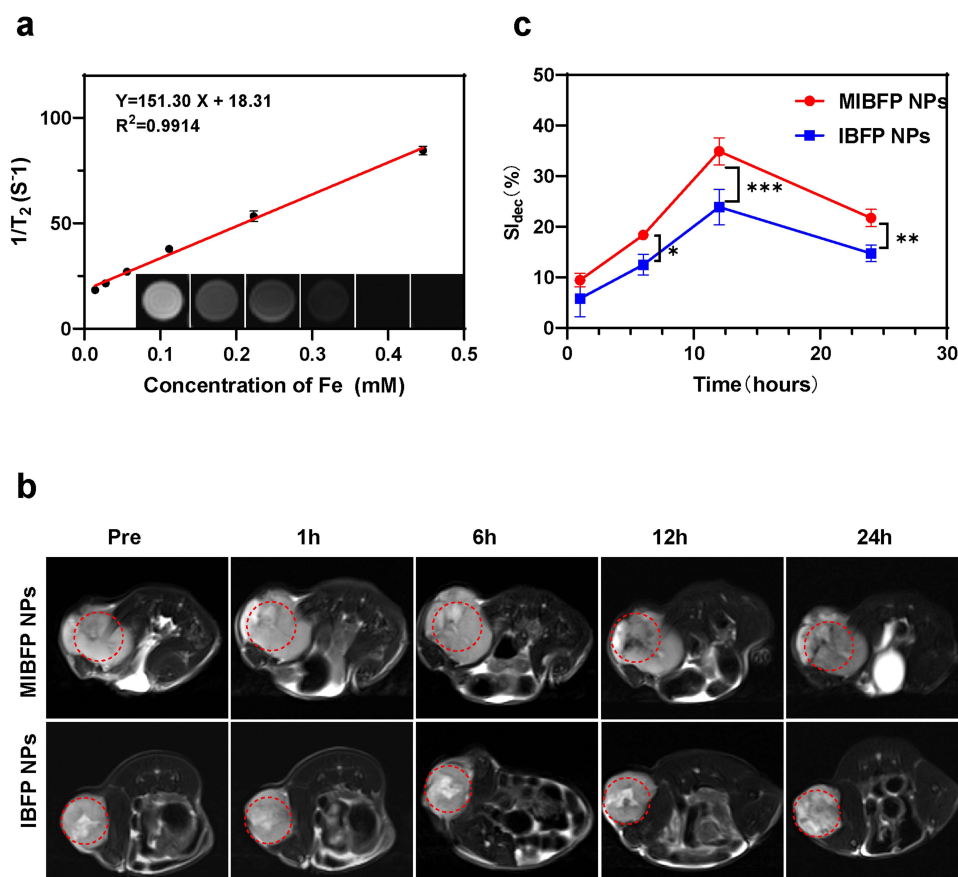 a
Y=151.30 X + 18.31
R²=0.9914
1/T₂ (S⁻¹)
100
50
0
0.0 0.1 0.2 0.3 0.4 0.5
Concentration of Fe (mM)
c
MIBFP NPs
IBFP NPs
SI_dec(%)
50
40
30
20
10
0
*
***
**
0 10 20 30
Time(hours)
b
Pre 1h 6h 12h 24h
MIBFP NPs
IBFP NPs